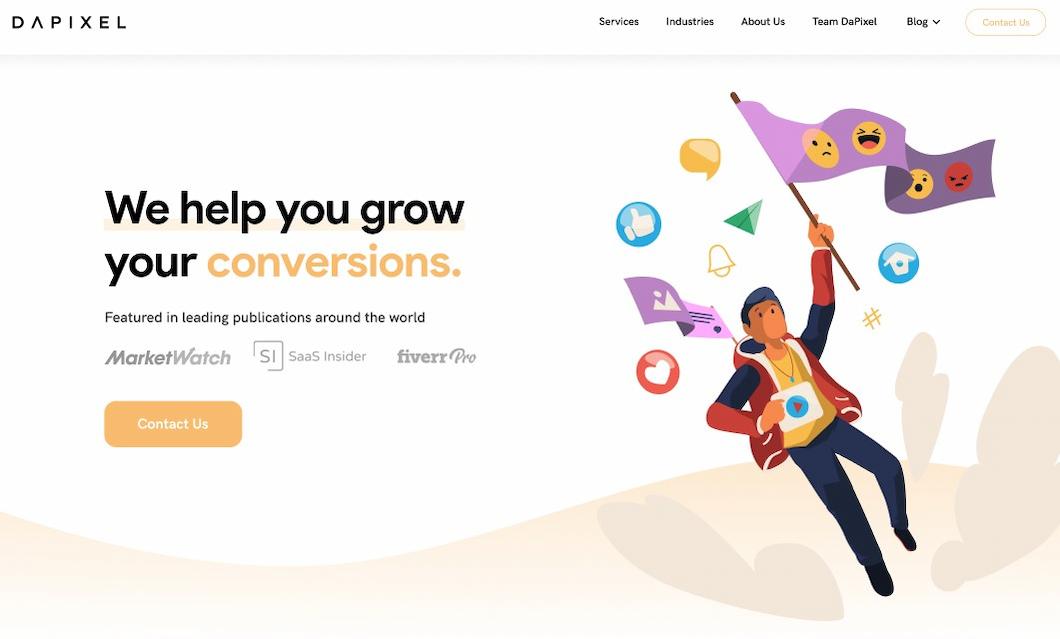 DAPIXEL
Services Industries About Us Team DaPixel Blog Contact Us
We help you grow
your conversions.
Featured in leading publications around the world
MarketWatch SI SaaS Insider fiverr Pro
Contact Us